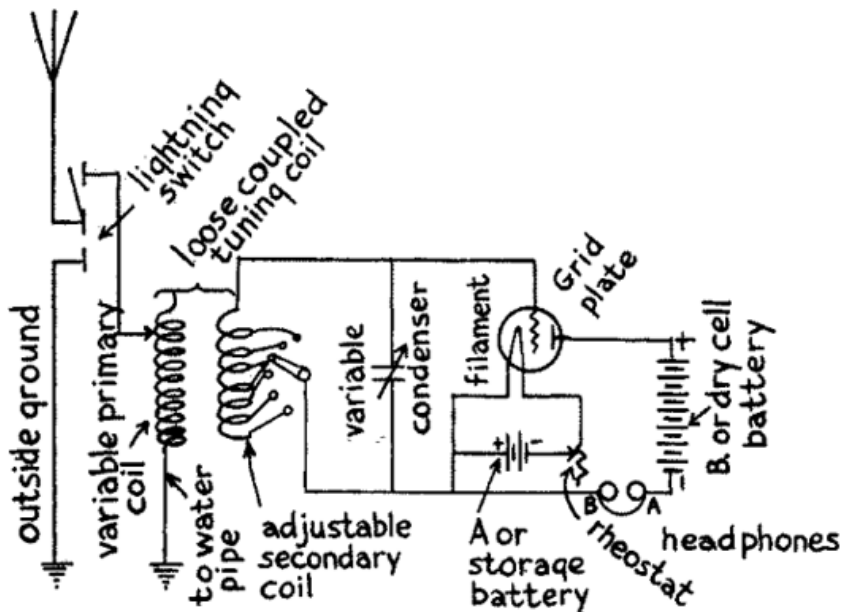 lightning
switch
loose coupled
tuning coil
outside ground
variable primary
coil
to water
pipe
adjustable
secondary
coil
variable
condenser
filament
Grid
plate
+
-
A or
storage
battery
rheostat
B
A
headphones
+
-
B. or dry cell
battery